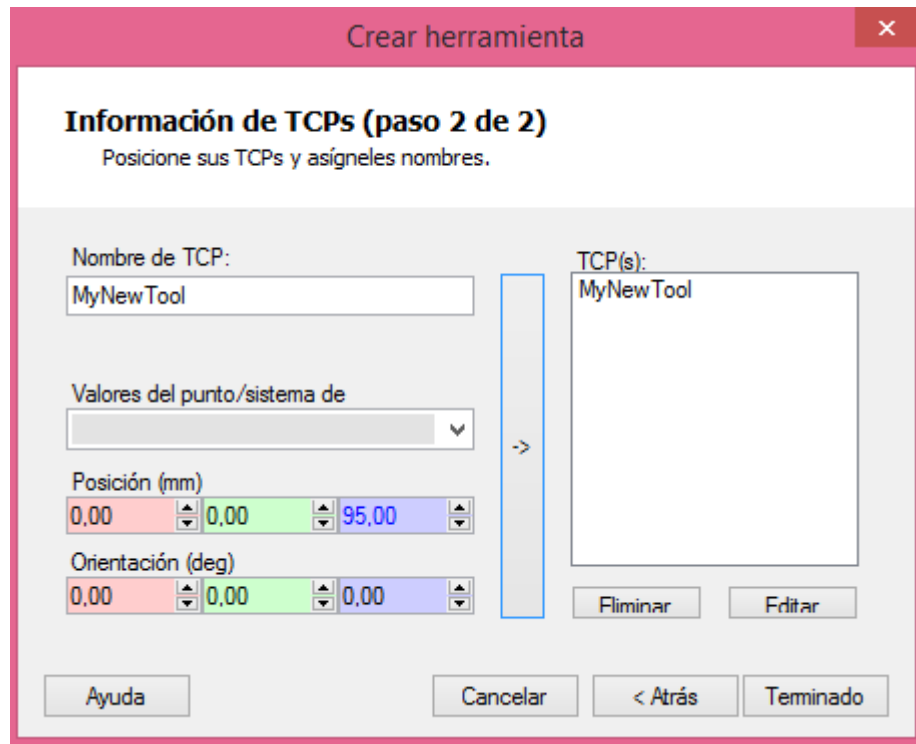 Crear herramienta
×
Información de TCPs (paso 2 de 2)
Posicione sus TCPs y asígneles nombres.
Nombre de TCP:
MyNewTool
Valores del punto/sistema de
Posición (mm)
0,00 0,00 95,00
Orientación (deg)
0,00 0,00 0,00
->
TCP(s):
MyNewTool
Eliminar Editar
Ayuda Cancelar < Atrás Terminado